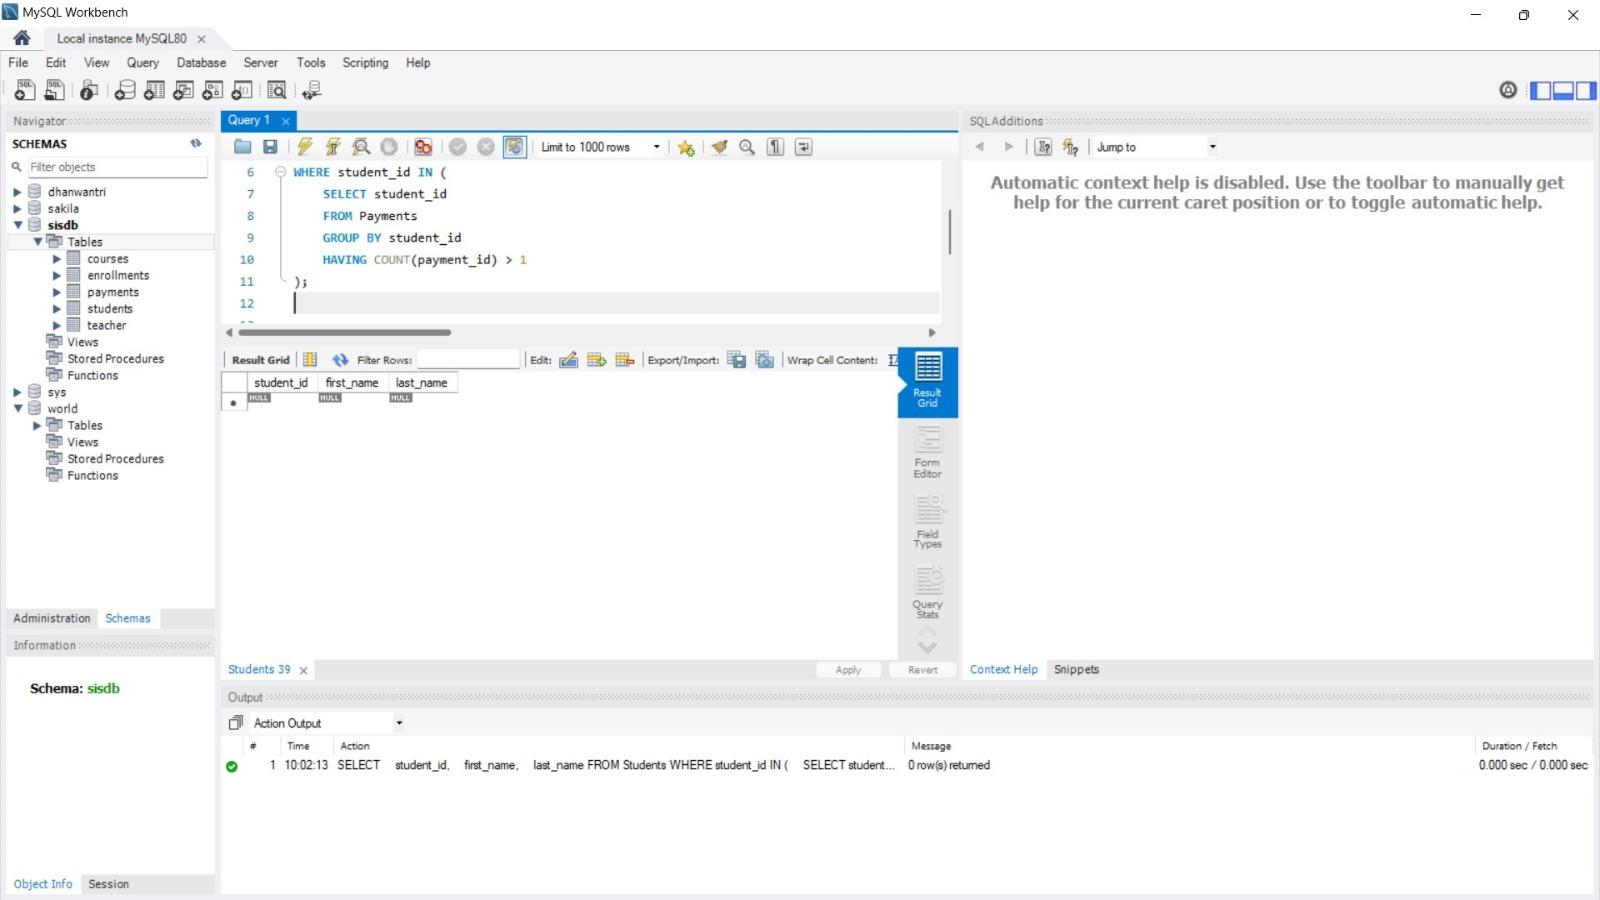 MySQL Workbench
Local instance MySQL80
File Edit View Query Database Server Tools Scripting Help
Navigator
SCHEMAS
Filter objects
dhanwantri
sakila
sisdb
Tables
courses
enrollments
payments
students
teacher
Views
Stored Procedures
Functions
sys
world
Tables
Views
Stored Procedures
Functions
Administration Schemas
Information
Schema: sisdb
Object Info Session
Query 1
Limit to 1000 rows
6 WHERE student_id IN (
7 SELECT student_id
8 FROM Payments
9 GROUP BY student_id
10 HAVING COUNT(payment_id) > 1
11 );
12
Result Grid Filter Rows: Edit: Export/Import: Wrap Cell Content:
student_id first_name last_name
NULL NULL NULL
Result Grid
Form Editor
Field Types
Query Stats
Students 39 Apply Revert
SQLAdditions
Jump to
Automatic context help is disabled. Use the toolbar to manually get
help for the current caret position or to toggle automatic help.
Context Help Snippets
Output
Action Output
# Time Action Message Duration / Fetch
1 10:02:13 SELECT student_id, first_name, last_name FROM Students WHERE student_id IN ( SELECT student... 0 row(s) returned 0.000 sec / 0.000 sec